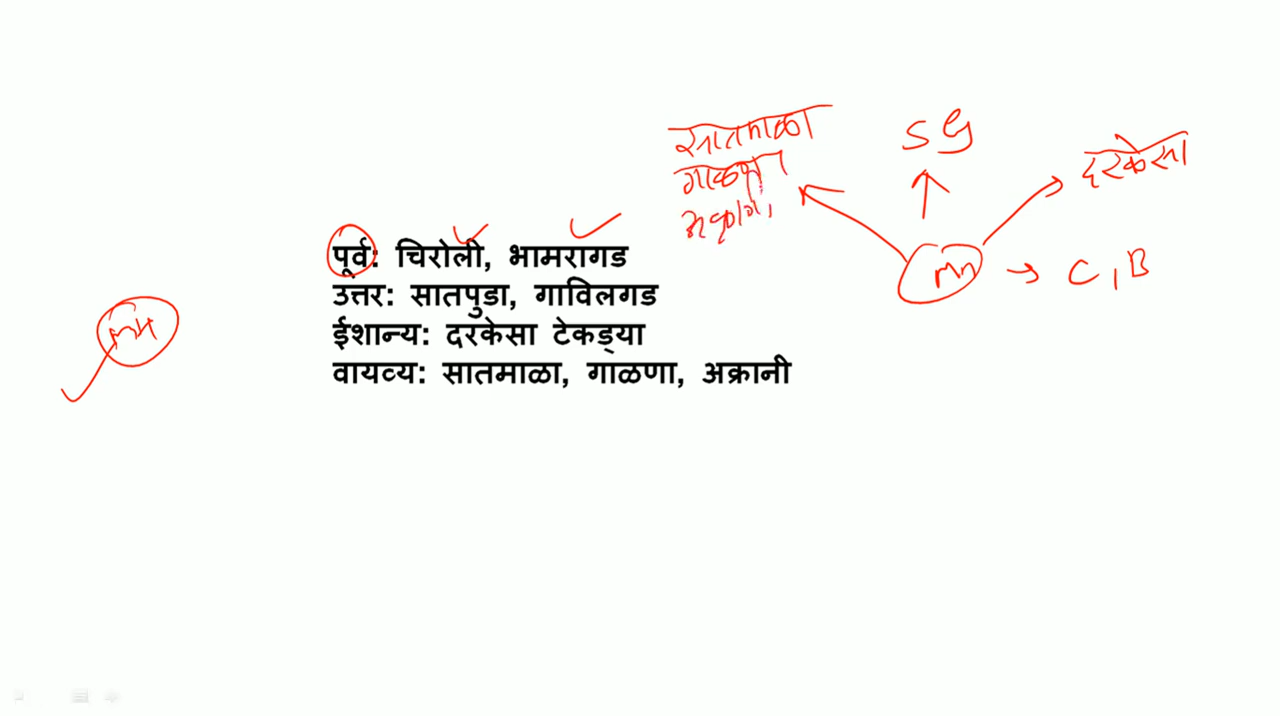 सातमाळा
गाळणा
S G
दरकेसा
पूर्व: चिरोली, भामरागड
उत्तर: सातपुडा, गाविलगड
ईशान्य: दरकेसा टेकड्या
वायव्य: सातमाळा, गाळणा, अक्रानी
C, B